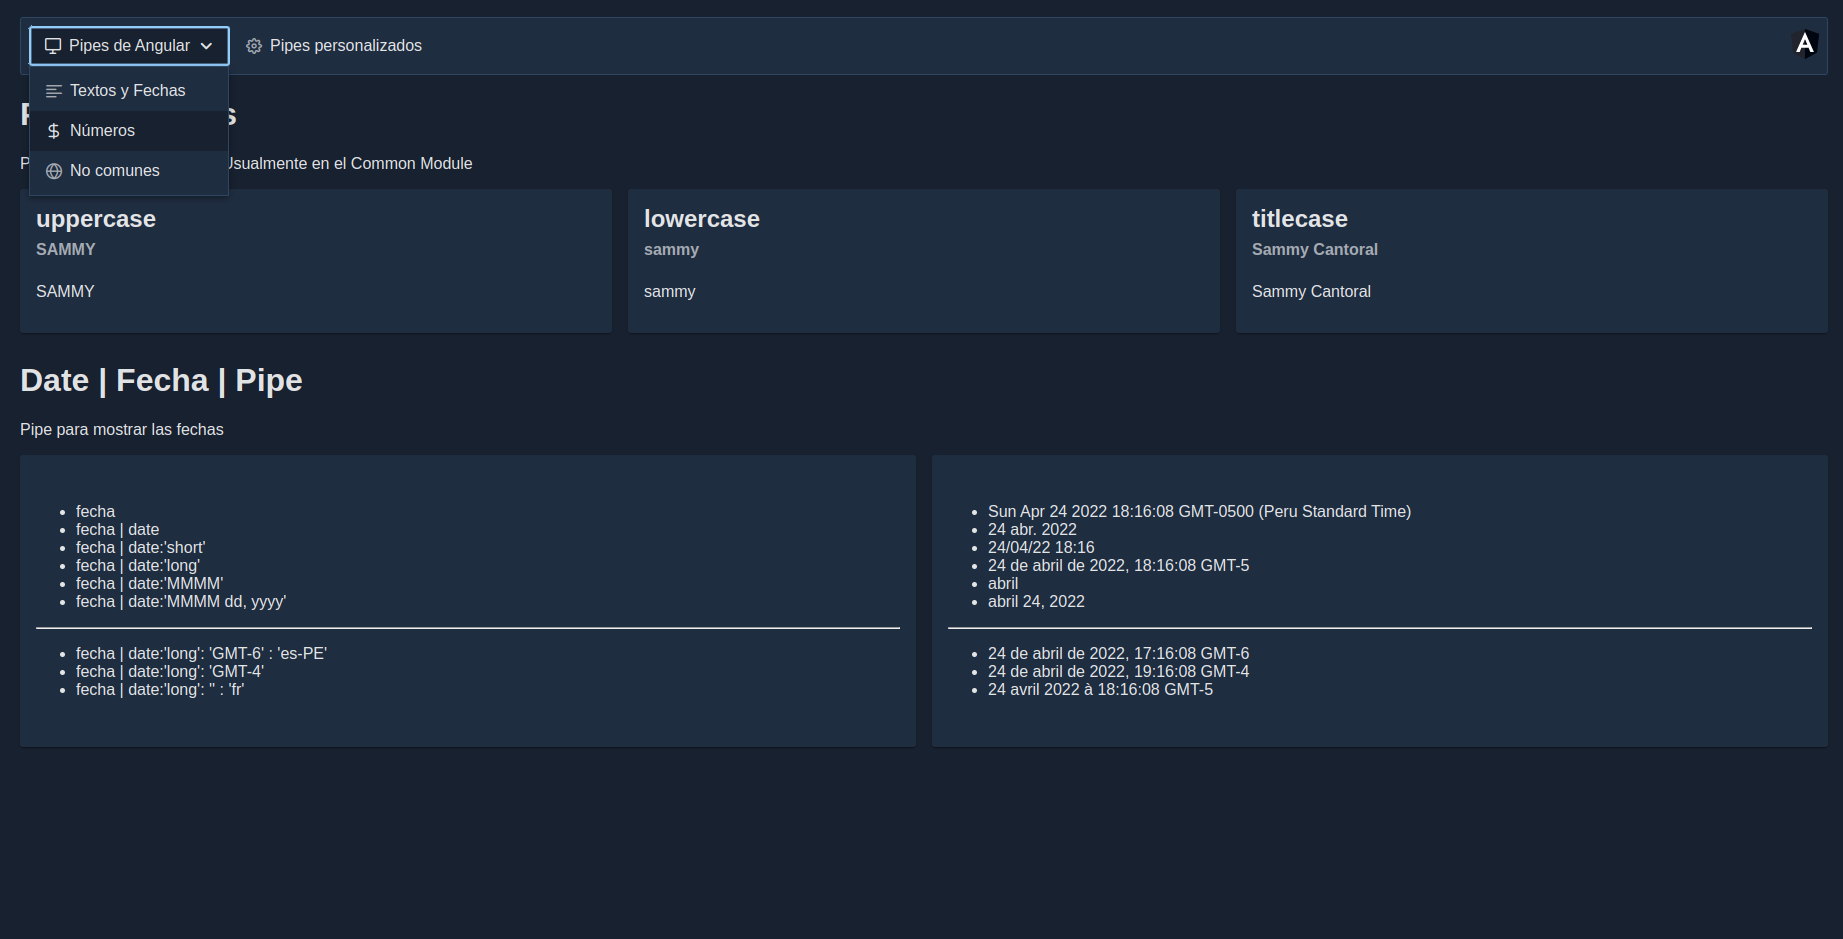 Pipes de Angular
Pipes personalizados
Textos y Fechas
Números
No comunes
Usualmente en el Common Module
uppercase
SAMMY
SAMMY
lowercase
sammy
sammy
titlecase
Sammy Cantoral
Sammy Cantoral
Date | Fecha | Pipe
Pipe para mostrar las fechas
fecha
fecha | date
fecha | date:'short'
fecha | date:'long'
fecha | date:'MMMM'
fecha | date:'MMMM dd, yyyy'
fecha | date:'long': 'GMT-6' : 'es-PE'
fecha | date:'long': 'GMT-4'
fecha | date:'long': '' : 'fr'
Sun Apr 24 2022 18:16:08 GMT-0500 (Peru Standard Time)
24 abr. 2022
24/04/22 18:16
24 de abril de 2022, 18:16:08 GMT-5
abril
abril 24, 2022
24 de abril de 2022, 17:16:08 GMT-6
24 de abril de 2022, 19:16:08 GMT-4
24 avril 2022 à 18:16:08 GMT-5